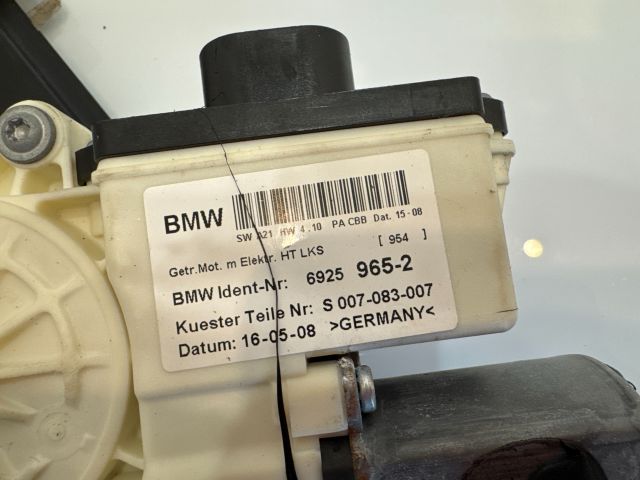 BMW
SW A21 HW 4.10 PA CBB Dat. 15-08
Getr.Mot. m Elektr. HT LKS [ 954 ]
BMW Ident-Nr: 6925 965-2
Kuester Teile Nr: S 007-083-007
Datum: 16-05-08 >GERMANY<